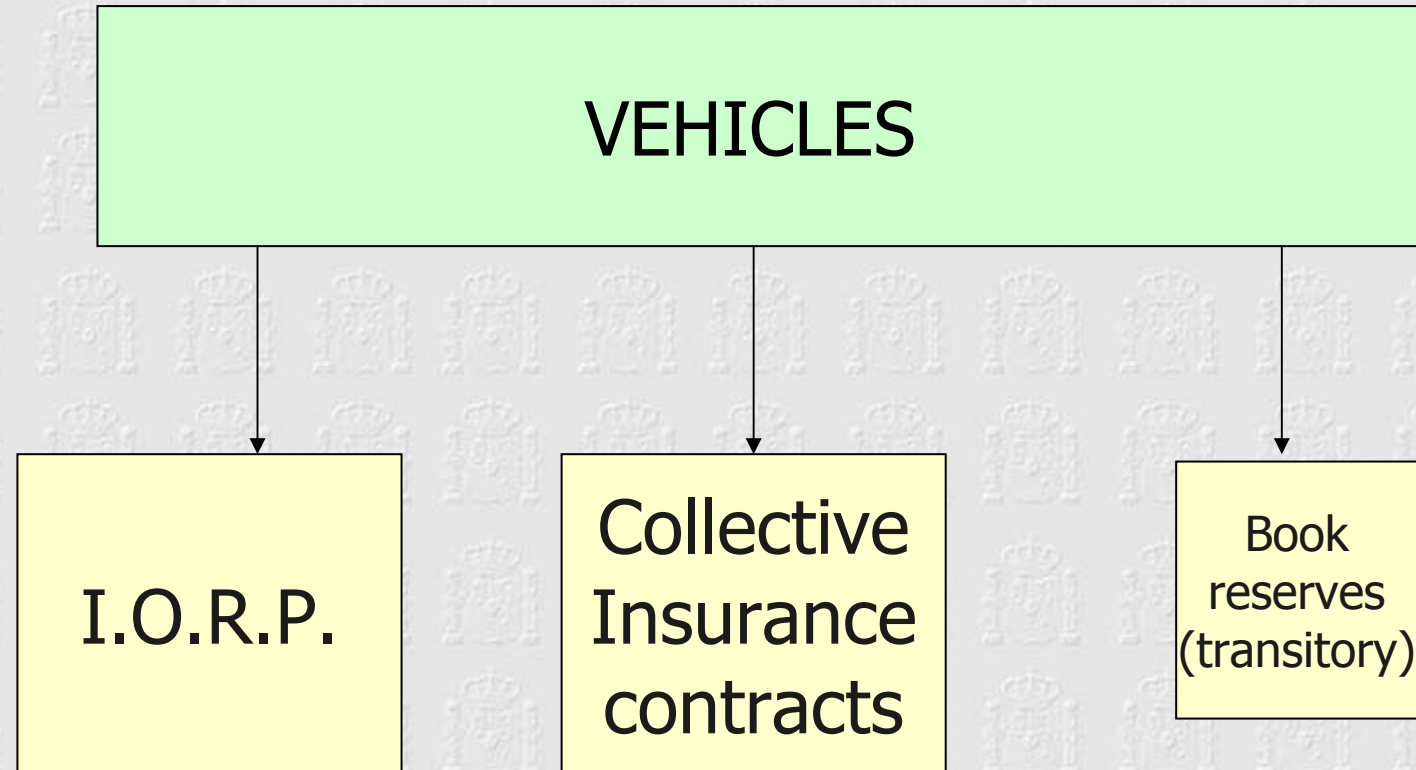 VEHICLES
I.O.R.P.
Collective
Insurance
contracts
Book
reserves
(transitory)